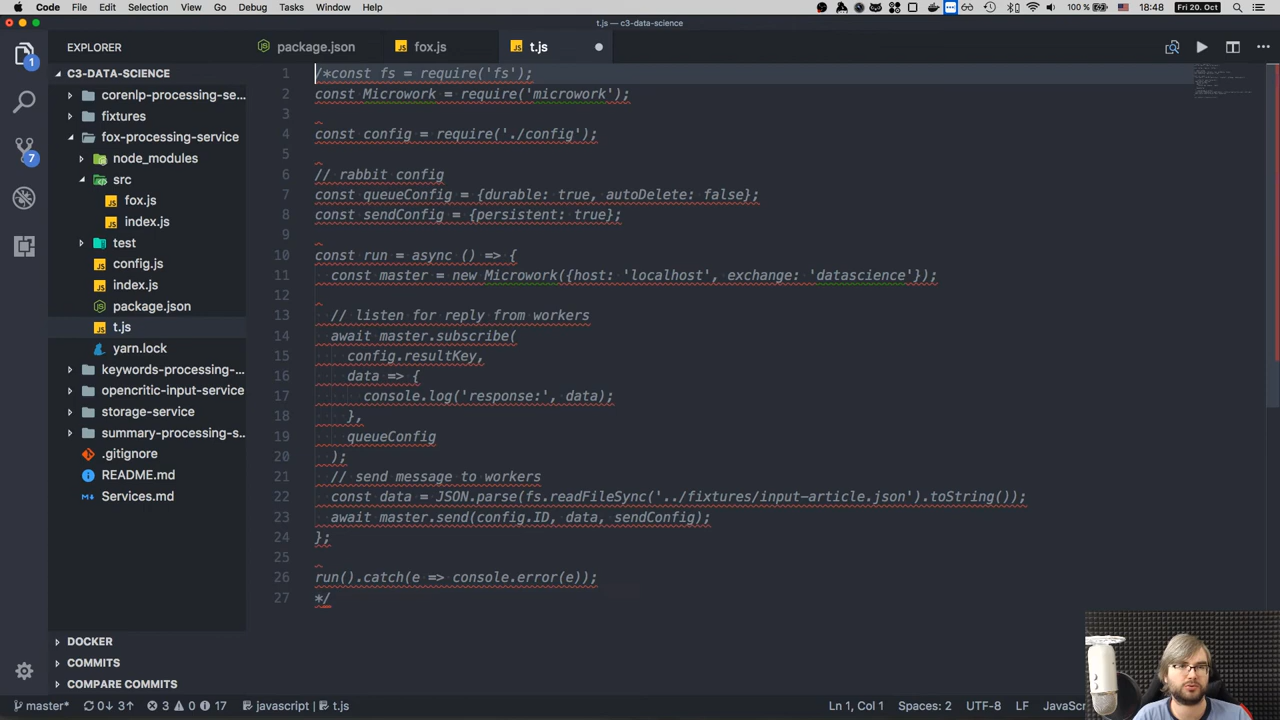 Code File Edit Selection View Go Debug Tasks Window Help 100 % 18:48 Fri 20. Oct
t.js — c3-data-science
EXPLORER package.json fox.js t.js
C3-DATA-SCIENCE
corenlp-processing-se...
fixtures
fox-processing-service
node_modules
src
fox.js
index.js
test
config.js
index.js
package.json
t.js
yarn.lock
keywords-processing-...
opencritic-input-service
storage-service
summary-processing-s...
.gitignore
README.md
Services.md
DOCKER
COMMITS
COMPARE COMMITS
1
7
1 /*const fs = require('fs');
2 const Microwork = require('microwork');
3
4 const config = require('./config');
5
6 // rabbit config
7 const queueConfig = {durable: true, autoDelete: false};
8 const sendConfig = {persistent: true};
9
10 const run = async () => {
11 const master = new Microwork({host: 'localhost', exchange: 'datascience'});
12
13 // listen for reply from workers
14 await master.subscribe(
15 config.resultKey,
16 data => {
17 console.log('response:', data);
18 },
19 queueConfig
20 );
21 // send message to workers
22 const data = JSON.parse(fs.readFileSync('../fixtures/input-article.json').toString());
23 await master.send(config.ID, data, sendConfig);
24 };
25
26 run().catch(e => console.error(e));
27 */
master* 0↓ 3↑ 3 0 17 javascript | t.js Ln 1, Col 1 Spaces: 2 UTF-8 LF JavaSc